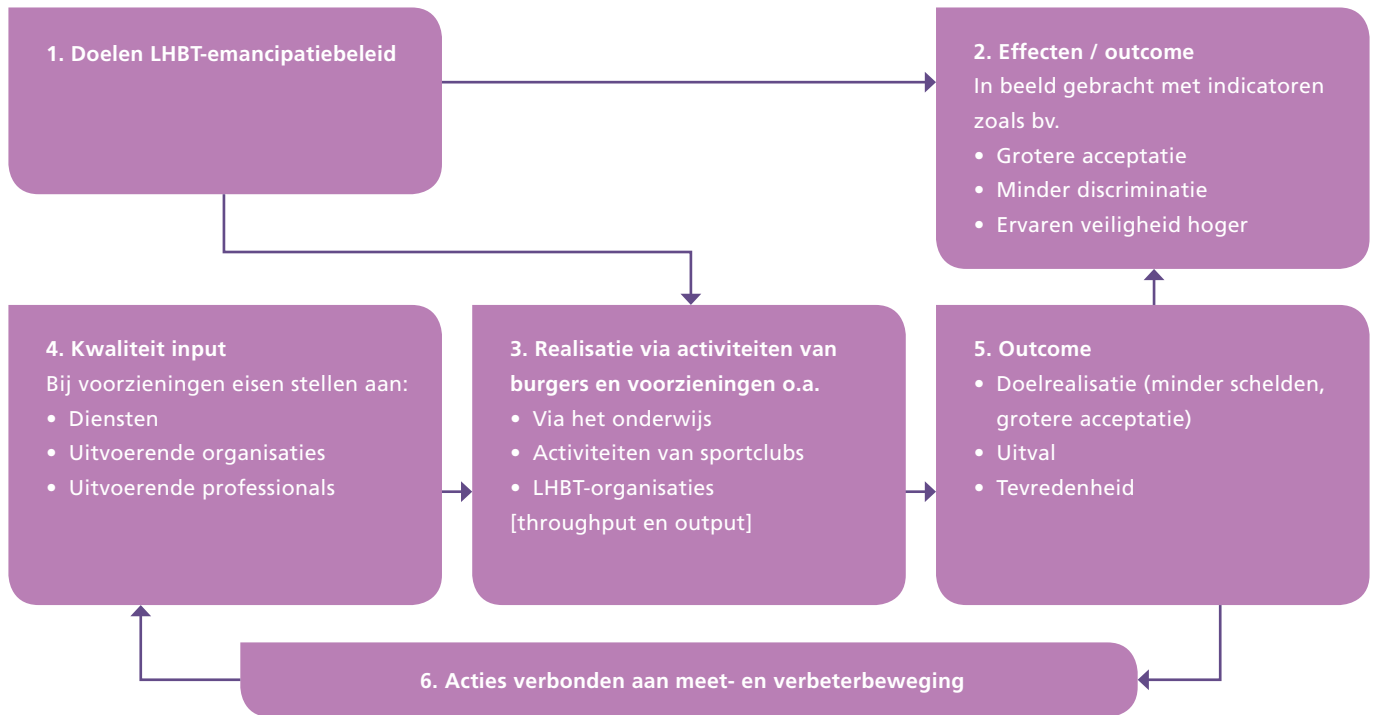 1. Doelen LHBT-emancipatiebeleid
2. Effecten / outcome
In beeld gebracht met indicatoren
zoals bv.
• Grotere acceptatie
• Minder discriminatie
• Ervaren veiligheid hoger
4. Kwaliteit input
Bij voorzieningen eisen stellen aan:
• Diensten
• Uitvoerende organisaties
• Uitvoerende professionals
3. Realisatie via activiteiten van
burgers en voorzieningen o.a.
• Via het onderwijs
• Activiteiten van sportclubs
• LHBT-organisaties
[throughput en output]
5. Outcome
• Doelrealisatie (minder schelden,
grotere acceptatie)
• Uitval
• Tevredenheid
6. Acties verbonden aan meet- en verbeterbeweging